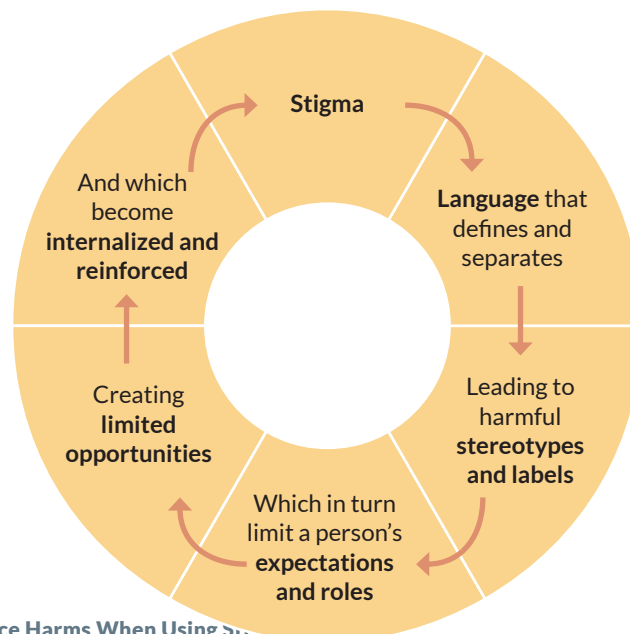 Stigma
Language that
defines and
separates
Leading to
harmful
stereotypes
and labels
Which in turn
limit a person's
expectations
and roles
Creating
limited
opportunities
And which
become
internalized and
reinforced
Harms When Using